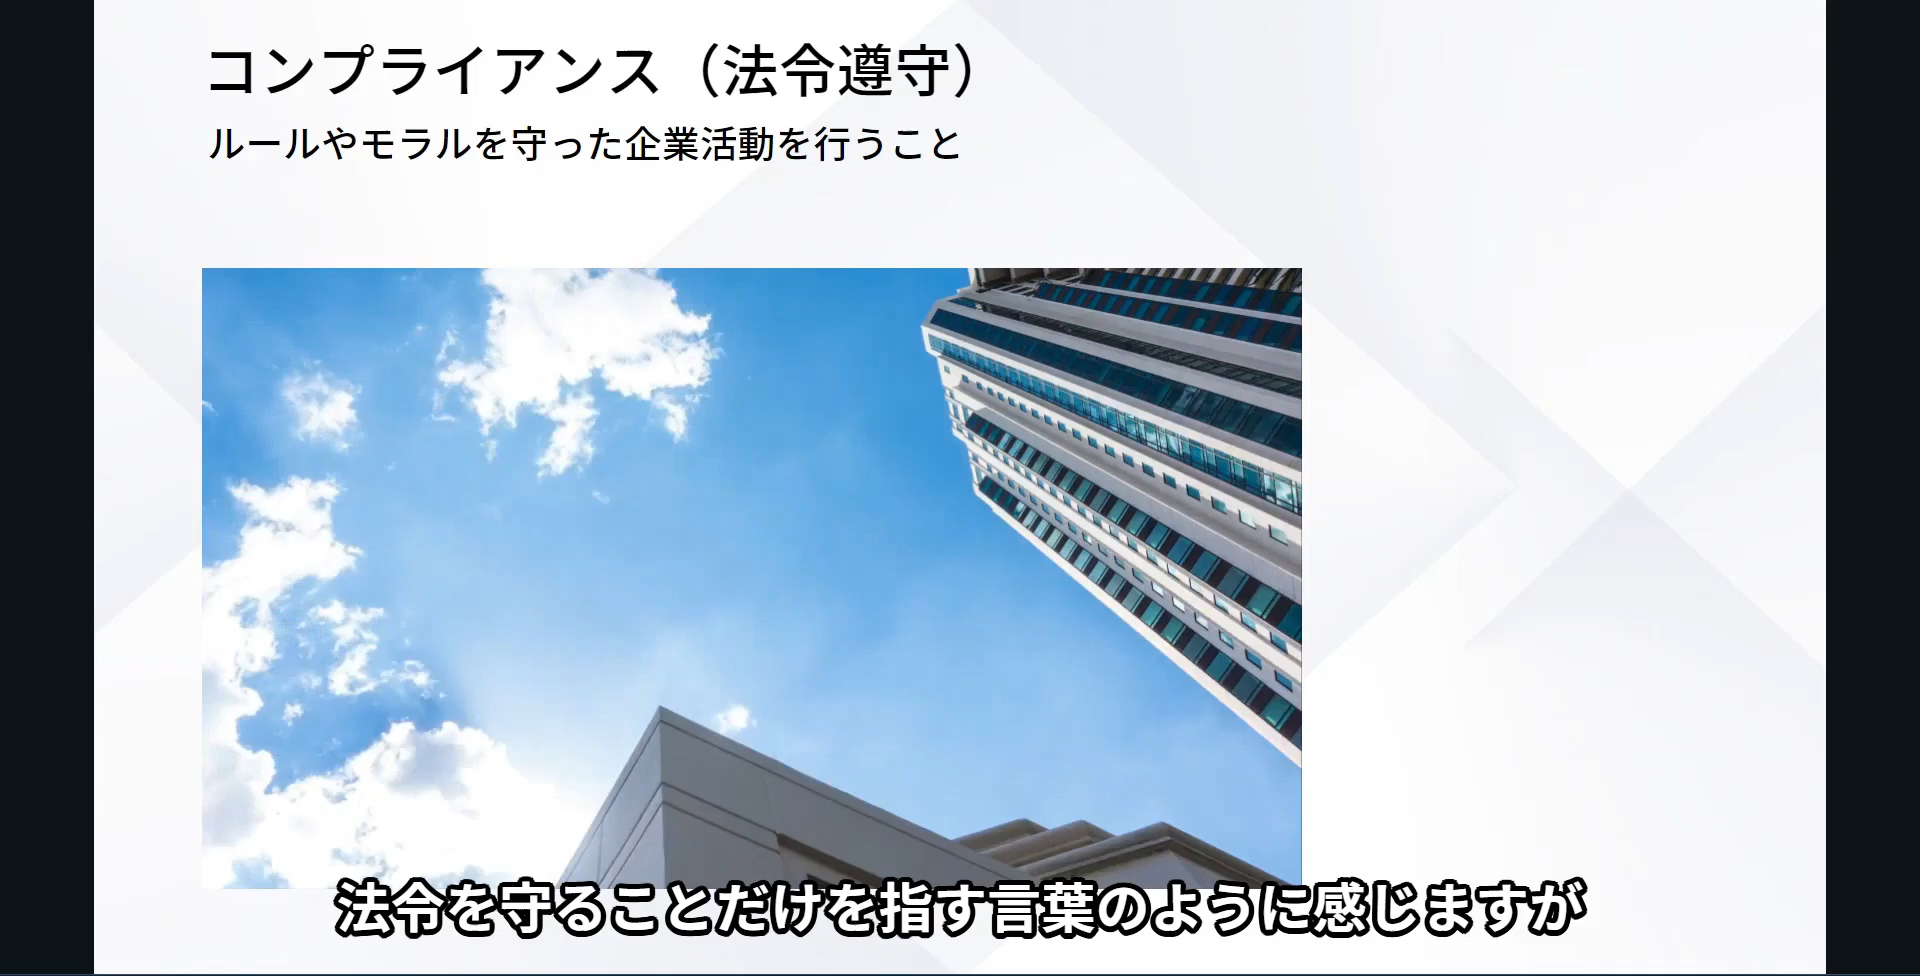 コンプライアンス（法令遵守）
ルールやモラルを守った企業活動を行うこと
法令を守ることだけを指す言葉のように感じますが